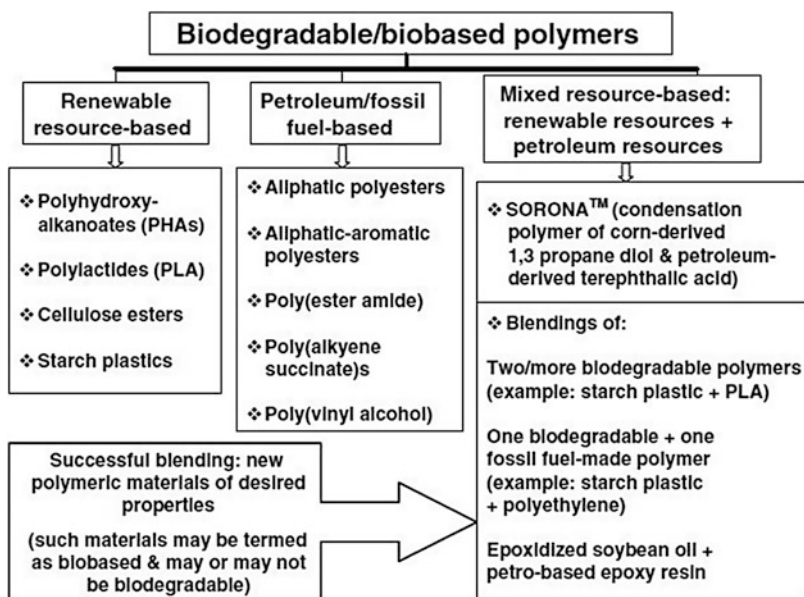 Biodegradable/biobased polymers
Renewable
resource-based
❖ Polyhydroxy-
alkanoates (PHAs)
❖ Polylactides (PLA)
❖ Cellulose esters
❖ Starch plastics
Petroleum/fossil
fuel-based
❖ Aliphatic polyesters
❖ Aliphatic-aromatic
polyesters
❖ Poly(ester amide)
❖ Poly(alkyene
succinate)s
❖ Poly(vinyl alcohol)
Mixed resource-based:
renewable resources +
petroleum resources
❖ SORONA™ (condensation
polymer of corn-derived
1,3 propane diol & petroleum-
derived terephthalic acid)
❖ Blendings of:
Two/more biodegradable polymers
(example: starch plastic + PLA)
One biodegradable + one
fossil fuel-made polymer
(example: starch plastic
+ polyethylene)
Epoxidized soybean oil +
petro-based epoxy resin
Successful blending: new
polymeric materials of desired
properties
(such materials may be termed
as biobased & may or may not
be biodegradable)